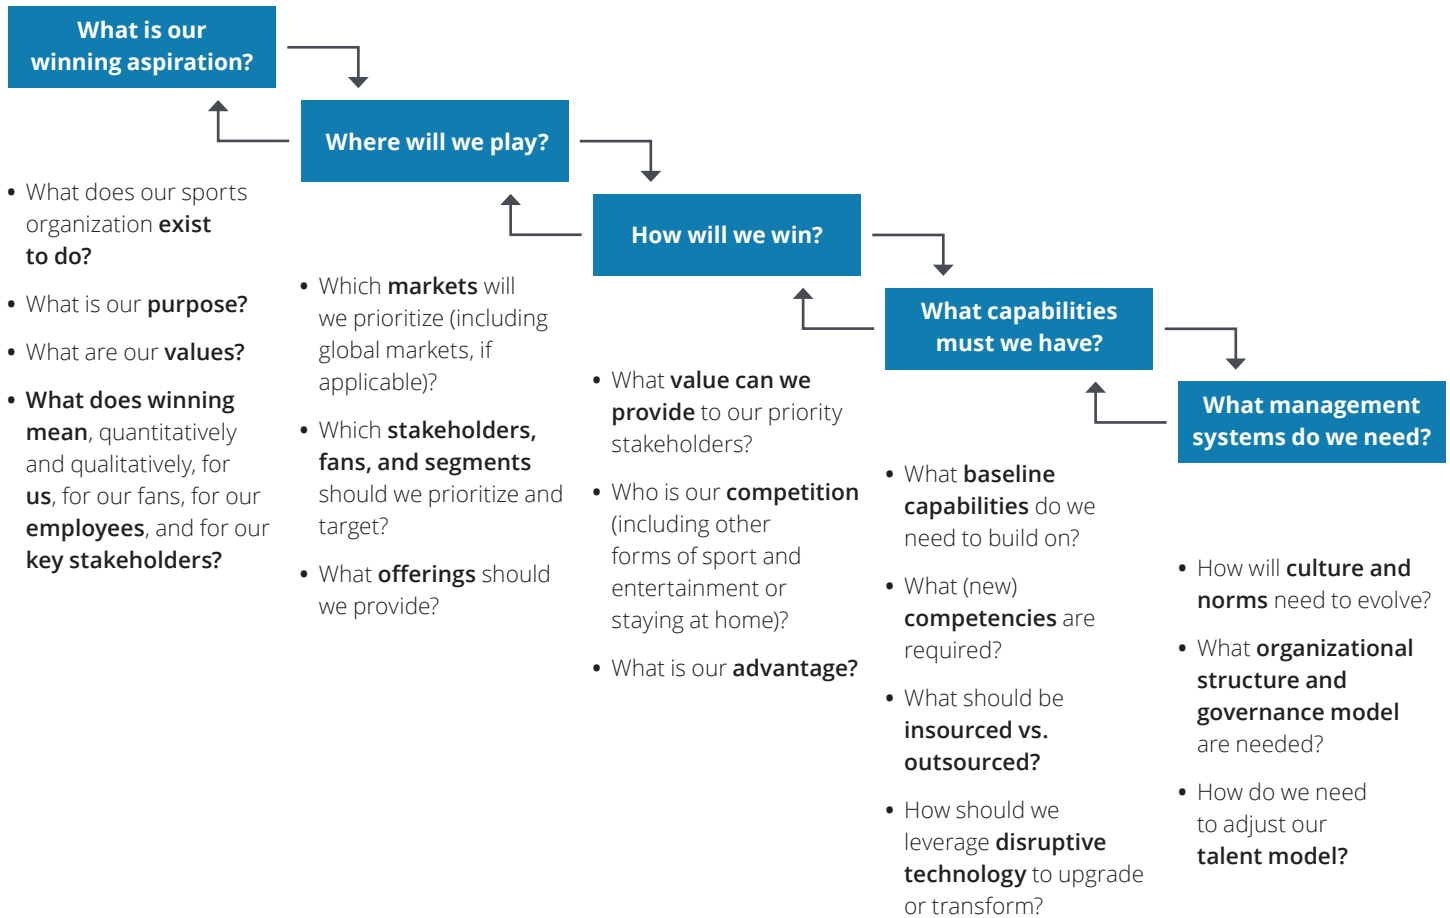 What is our
winning aspiration?
• What does our sports
organization exist
to do?
• What is our purpose?
• What are our values?
• What does winning
mean, quantitatively
and qualitatively, for
us, for our fans, for our
employees, and for our
key stakeholders?
Where will we play?
• Which markets will
we prioritize (including
global markets, if
applicable)?
• Which stakeholders,
fans, and segments
should we prioritize and
target?
• What offerings should
we provide?
How will we win?
• What value can we
provide to our priority
stakeholders?
• Who is our competition
(including other
forms of sport and
entertainment or
staying at home)?
• What is our advantage?
What capabilities
must we have?
• What baseline
capabilities do we
need to build on?
• What (new)
competencies are
required?
• What should be
insourced vs.
outsourced?
• How should we
leverage disruptive
technology to upgrade
or transform?
What management
systems do we need?
• How will culture and
norms need to evolve?
• What organizational
structure and
governance model
are needed?
• How do we need
to adjust our
talent model?